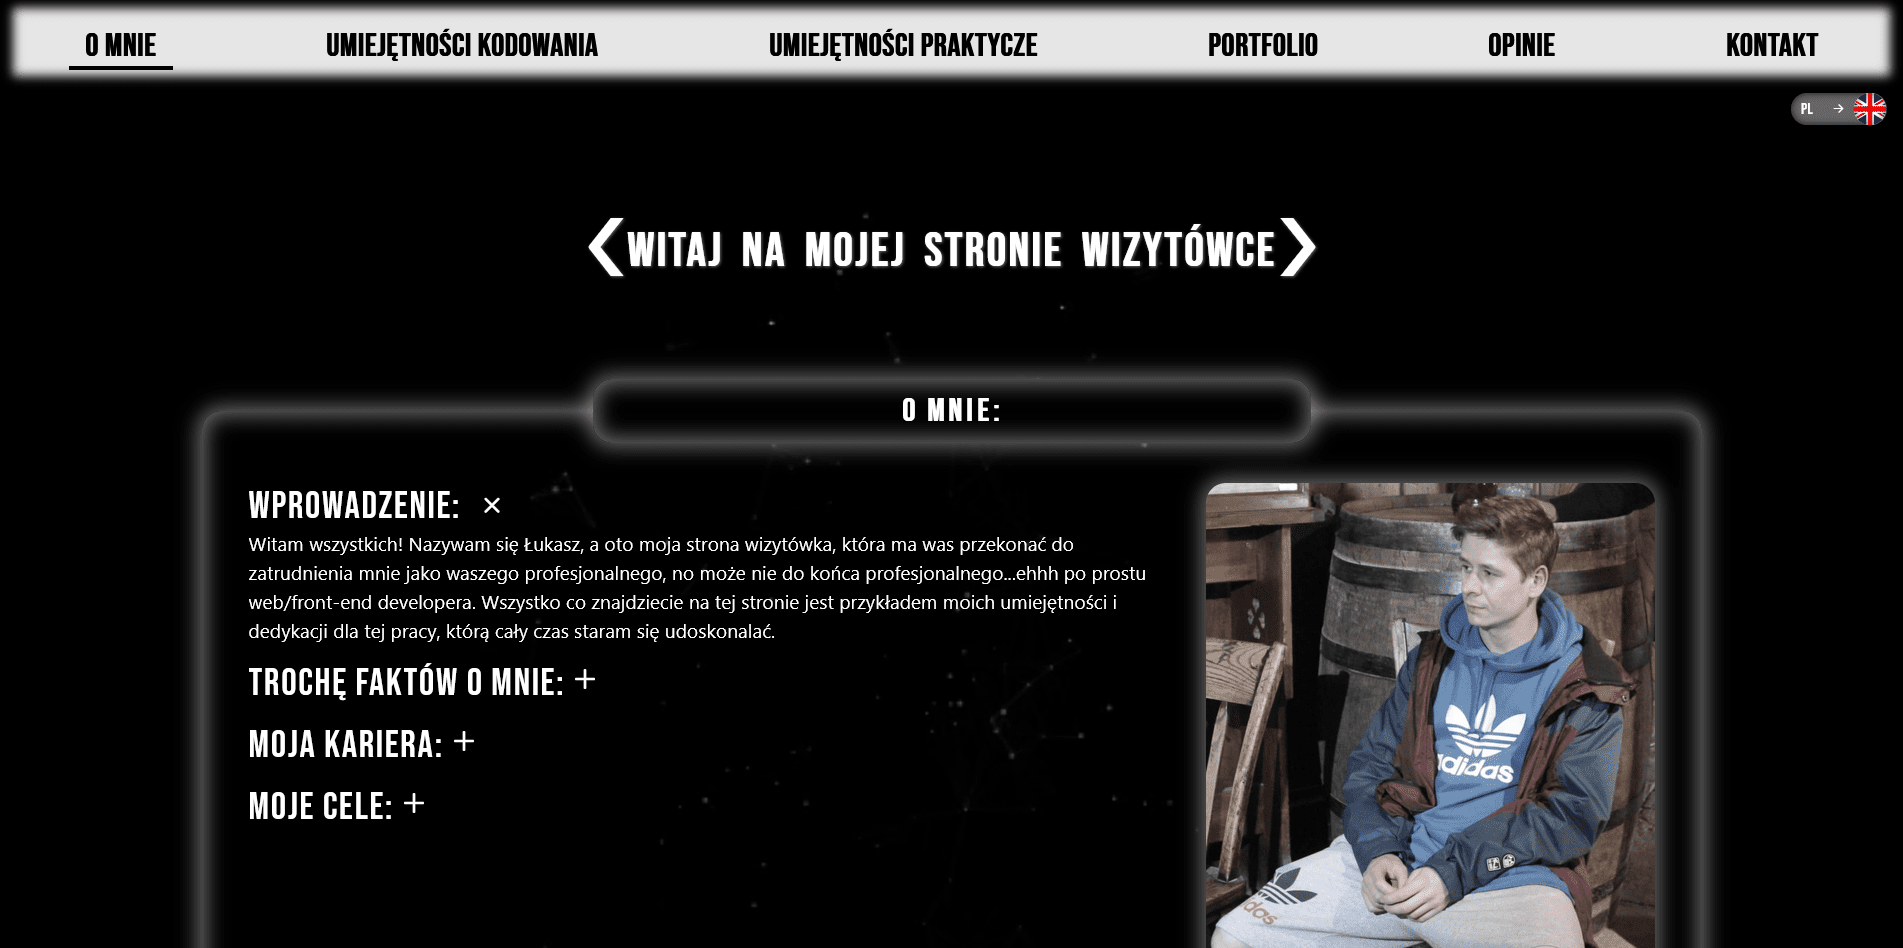 O MNIE
UMIEJĘTNOŚCI KODOWANIA
UMIEJĘTNOŚCI PRAKTYCZE
PORTFOLIO
OPINIE
KONTAKT
PL →
❮WITAJ NA MOJEJ STRONIE WIZYTÓWCE❯
O MNIE:
WPROWADZENIE: ×
Witam wszystkich! Nazywam się Łukasz, a oto moja strona wizytówka, która ma was przekonać do
zatrudnienia mnie jako waszego profesjonalnego, no może nie do końca profesjonalnego...ehhh po prostu
web/front-end developera. Wszystko co znajdziecie na tej stronie jest przykładem moich umiejętności i
dedykacji dla tej pracy, którą cały czas staram się udoskonalać.
TROCHĘ FAKTÓW O MNIE: +
MOJA KARIERA: +
MOJE CELE: +
adidas
adidas